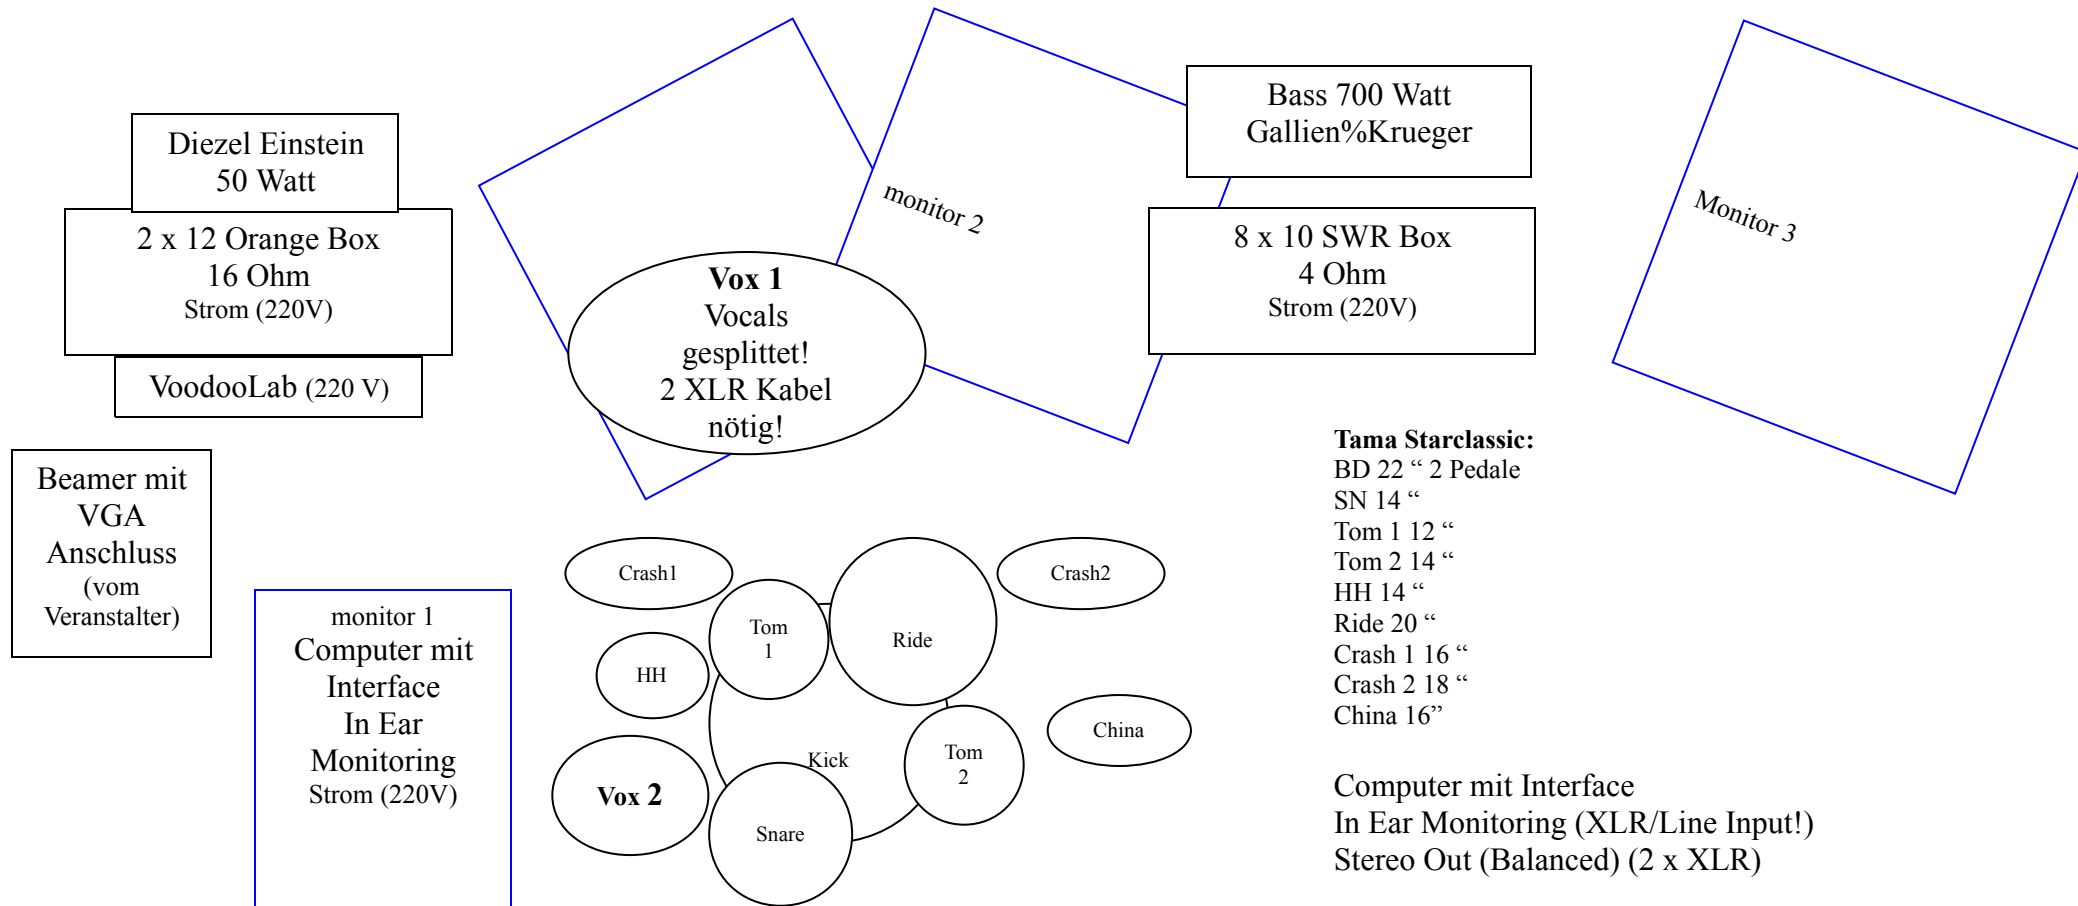 Diezel Einstein
50 Watt
2 x 12 Orange Box
16 Ohm
Strom (220V)
VoodooLab (220 V)
Beamer mit
VGA
Anschluss
(vom
Veranstalter)
monitor 1
Computer mit
Interface
In Ear
Monitoring
Strom (220V)
Vox 1
Vocals
gesplittet!
2 XLR Kabel
nötig!
monitor 2
Bass 700 Watt
Gallien%Krueger
8 x 10 SWR Box
4 Ohm
Strom (220V)
Monitor 3
Crash1
Tom
1
Ride
Crash2
HH
China
Kick
Tom
2
Vox 2
Snare
Tama Starclassic:
BD 22 “ 2 Pedale
SN 14 “
Tom 1 12 “
Tom 2 14 “
HH 14 “
Ride 20 “
Crash 1 16 “
Crash 2 18 “
China 16”
Computer mit Interface
In Ear Monitoring (XLR/Line Input!)
Stereo Out (Balanced) (2 x XLR)